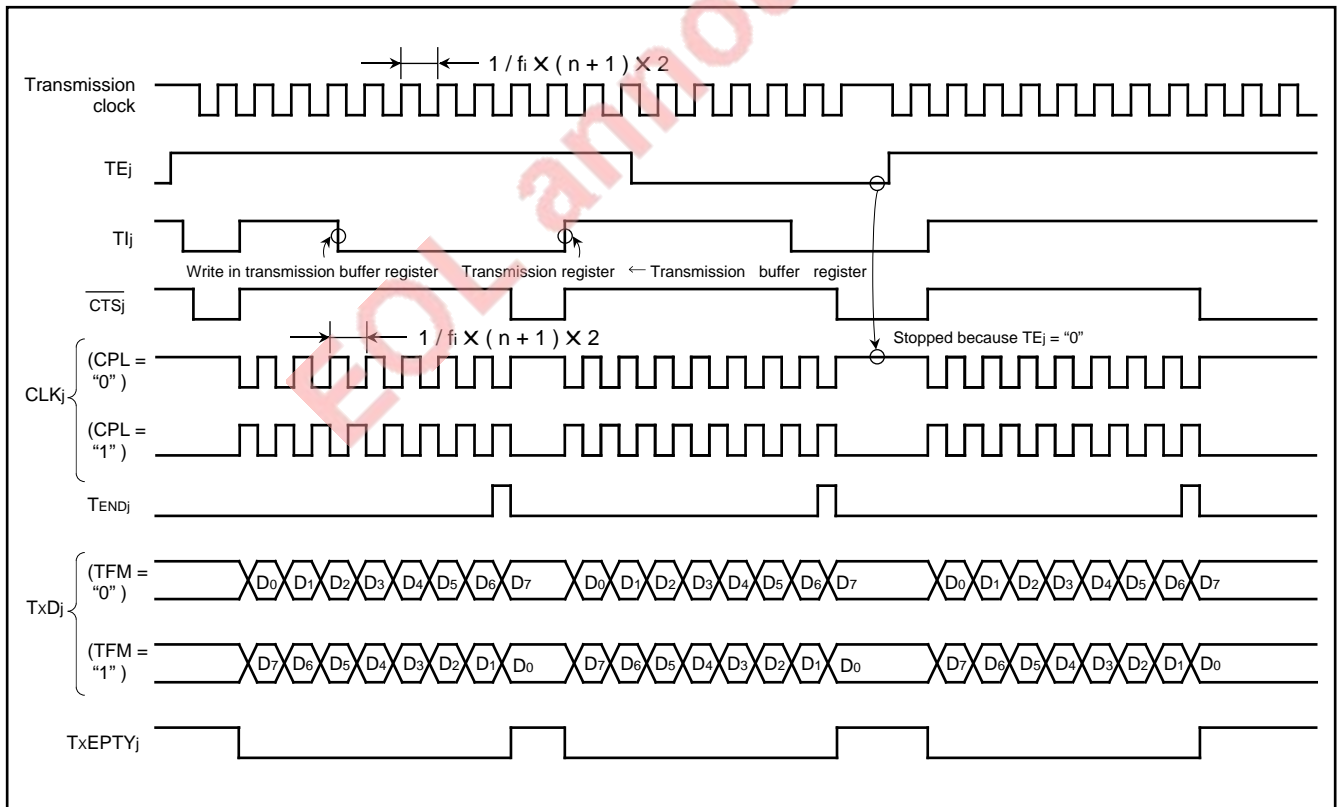 1 / fi ✕ ( n + 1 ) ✕ 2
Transmission
clock
TEj
TIj
Write in transmission buffer register
Transmission register ← Transmission buffer register
CTSj
1 / fi ✕ ( n + 1 ) ✕ 2
Stopped because TEj = “0”
CLKj
(CPL =
“0” )
(CPL =
“1” )
TENDj
TxDj
(TFM =
“0” )
D0 D1 D2 D3 D4 D5 D6 D7 D0 D1 D2 D3 D4 D5 D6 D7 D0 D1 D2 D3 D4 D5 D6 D7
(TFM =
“1” )
D7 D6 D5 D4 D3 D2 D1 D0 D7 D6 D5 D4 D3 D2 D1 D0 D7 D6 D5 D4 D3 D2 D1 D0
TxEPTYj